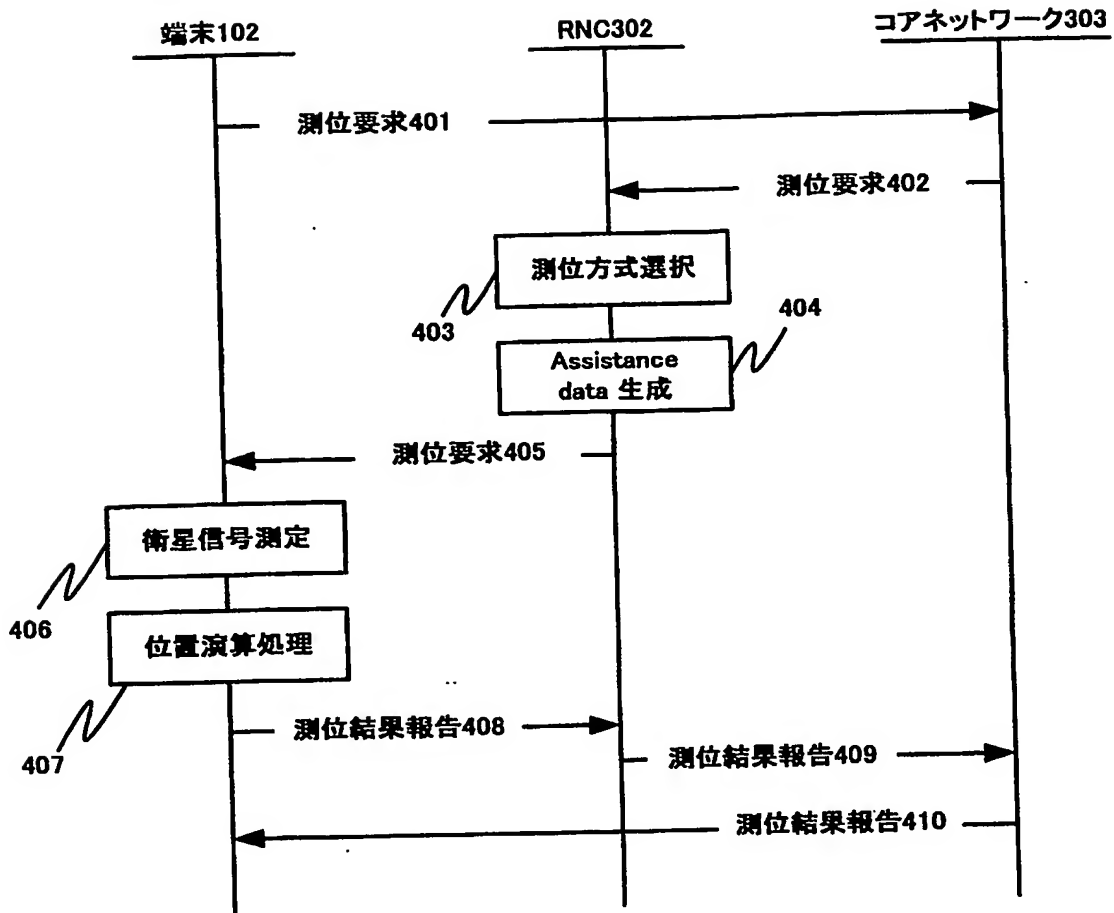 端末102
RNC302
コアネットワーク303
測位要求401
測位要求402
測位方式選択
403
404
Assistance
data 生成
測位要求405
衛星信号測定
406
位置演算処理
407
測位結果報告408
測位結果報告409
測位結果報告410